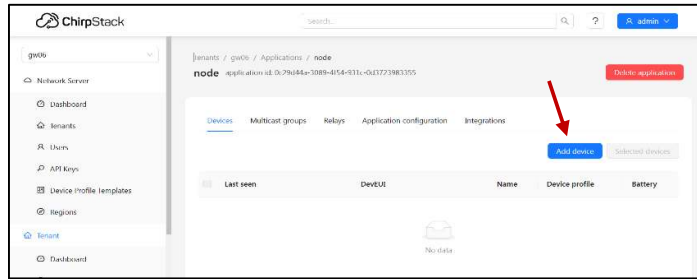 ChirpStack
Search...
?
admin
gw06
Network Server
Dashboard
Tenants
Users
API Keys
Device Profile Templates
Regions
Tenant
Dashboard
Tenants / gw06 / Applications / node
node application id:
Delete application
Devices Multicast groups Relays Application configuration Integrations
Add device Selected devices
Last seen DevEUI Name Device profile Battery
No data